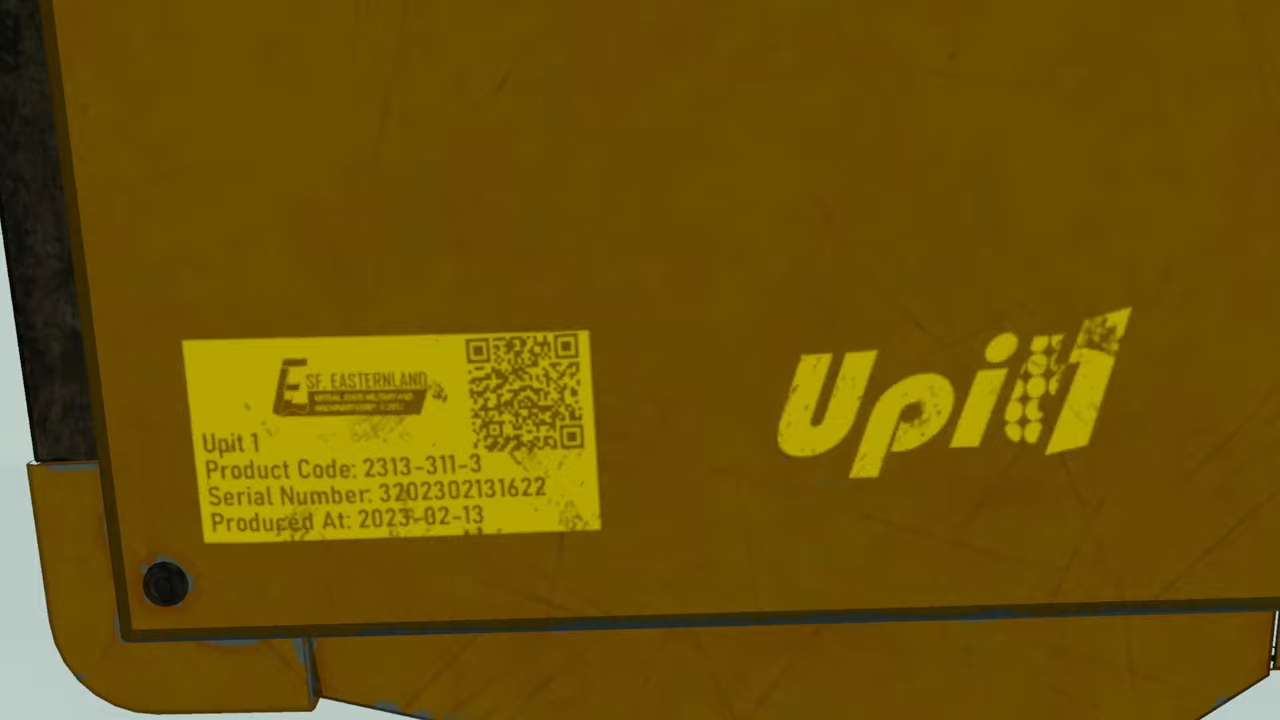 SF. EASTERNLAND
Upit 1
Product Code: 2313-311-3
Serial Number: 3202302131622
Produced At: 2023-02-13
Upit1